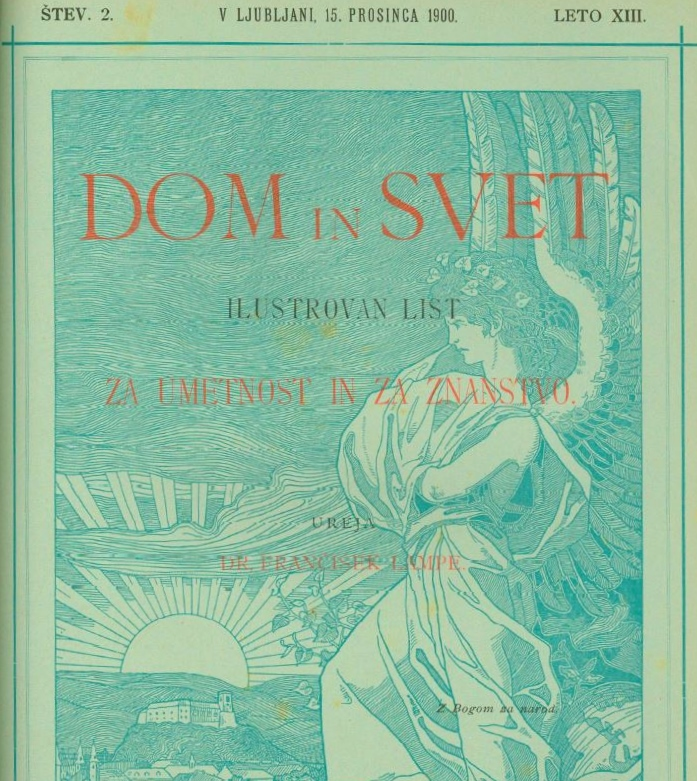 ŠTEV. 2. V LJUBLJANI, 15. PROSINCA 1900. LETO XIII.
DOM IN SVET
ILUSTROVAN LIST
ZA UMETNOST IN ZA ZNANSTVO.
UREJA
DR. FRANČIŠEK LAMPE.
Z Bogom za narod.